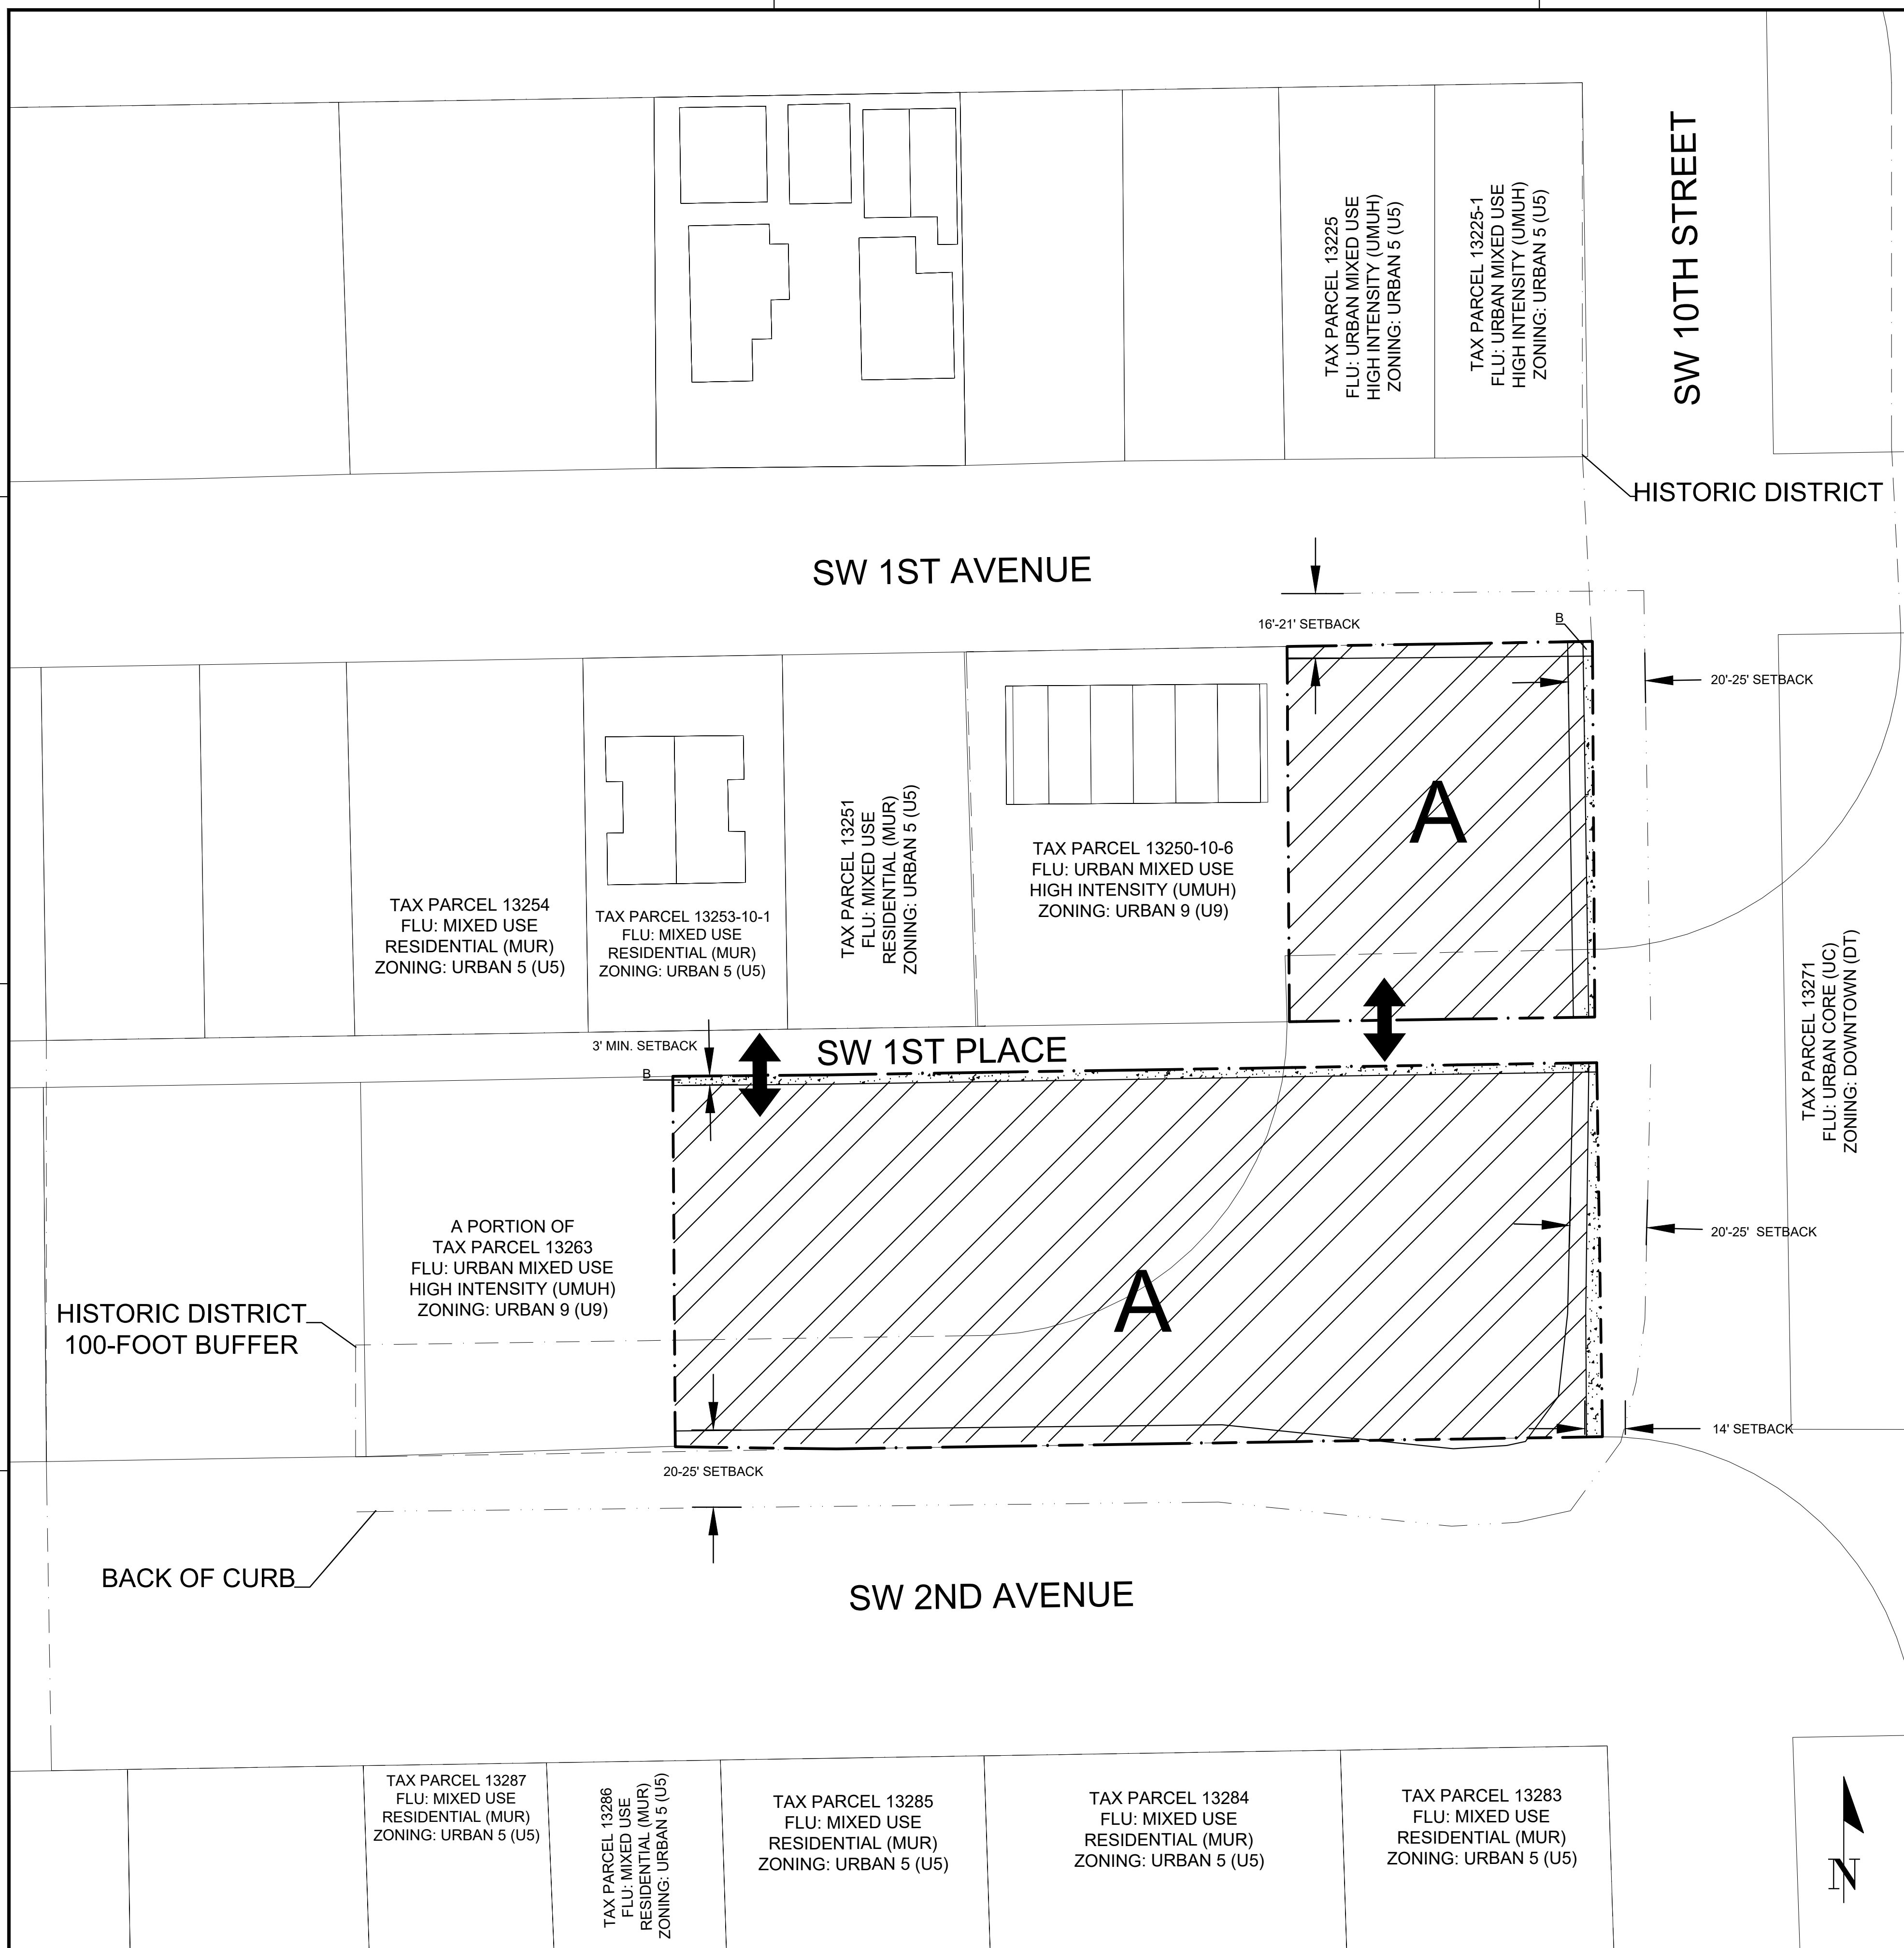 TAX PARCEL 13225
FLU: URBAN MIXED USE
HIGH INTENSITY (UMUH)
ZONING: URBAN 5 (U5)
TAX PARCEL 13225-1
FLU: URBAN MIXED USE
HIGH INTENSITY (UMUH)
ZONING: URBAN 5 (U5)
SW 10TH STREET
HISTORIC DISTRICT
SW 1ST AVENUE
16'-21' SETBACK
B
20'-25' SETBACK
A
TAX PARCEL 13254
FLU: MIXED USE
RESIDENTIAL (MUR)
ZONING: URBAN 5 (U5)
TAX PARCEL 13253-10-1
FLU: MIXED USE
RESIDENTIAL (MUR)
ZONING: URBAN 5 (U5)
TAX PARCEL 13251
FLU: MIXED USE
RESIDENTIAL (MUR)
ZONING: URBAN 5 (U5)
TAX PARCEL 13250-10-6
FLU: URBAN MIXED USE
HIGH INTENSITY (UMUH)
ZONING: URBAN 9 (U9)
TAX PARCEL 13271
FLU: URBAN CORE (UC)
ZONING: DOWNTOWN (DT)
3' MIN. SETBACK
SW 1ST PLACE
B
A PORTION OF
TAX PARCEL 13263
FLU: URBAN MIXED USE
HIGH INTENSITY (UMUH)
ZONING: URBAN 9 (U9)
20'-25' SETBACK
A
HISTORIC DISTRICT
100-FOOT BUFFER
14' SETBACK
20-25' SETBACK
BACK OF CURB
SW 2ND AVENUE
TAX PARCEL 13287
FLU: MIXED USE
RESIDENTIAL (MUR)
ZONING: URBAN 5 (U5)
TAX PARCEL 13286
FLU: MIXED USE
RESIDENTIAL (MUR)
ZONING: URBAN 5 (U5)
TAX PARCEL 13285
FLU: MIXED USE
RESIDENTIAL (MUR)
ZONING: URBAN 5 (U5)
TAX PARCEL 13284
FLU: MIXED USE
RESIDENTIAL (MUR)
ZONING: URBAN 5 (U5)
TAX PARCEL 13283
FLU: MIXED USE
RESIDENTIAL (MUR)
ZONING: URBAN 5 (U5)
N